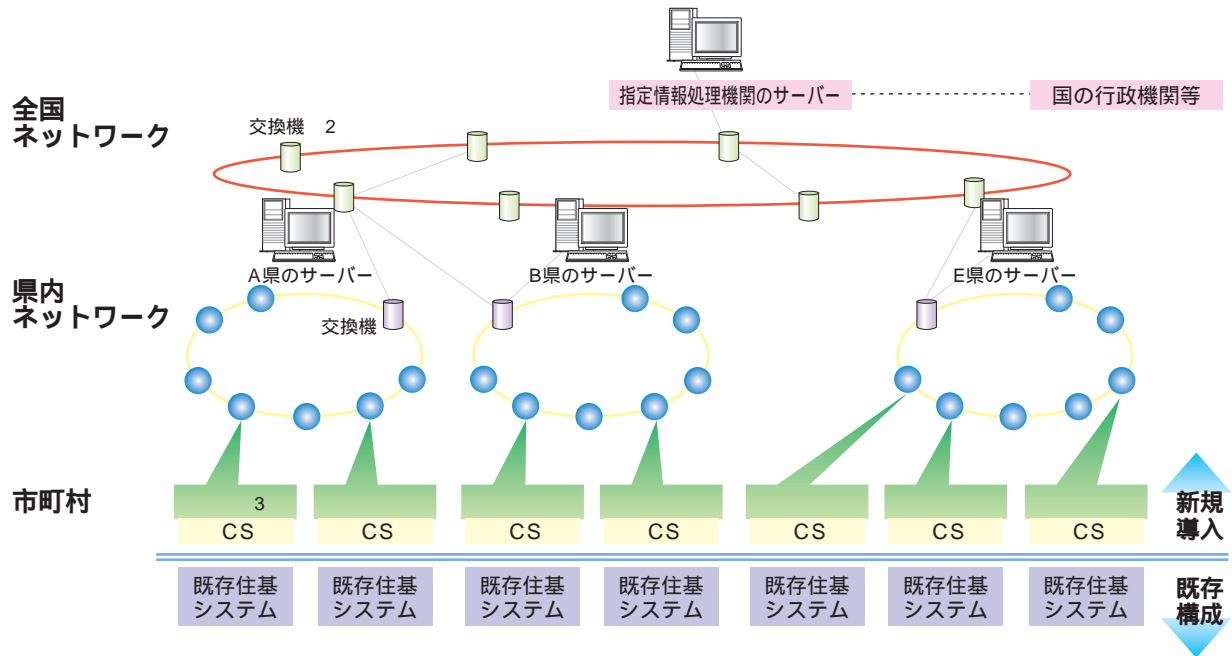 指定情報処理機関のサーバー
国の行政機関等
全国
ネットワーク
交換機 2
A県のサーバー
B県のサーバー
E県のサーバー
県内
ネットワーク
交換機
市町村
3
CS
CS
CS
CS
CS
CS
CS
新規
導入
既存住基
システム
既存住基
システム
既存住基
システム
既存住基
システム
既存住基
システム
既存住基
システム
既存住基
システム
既存
構成